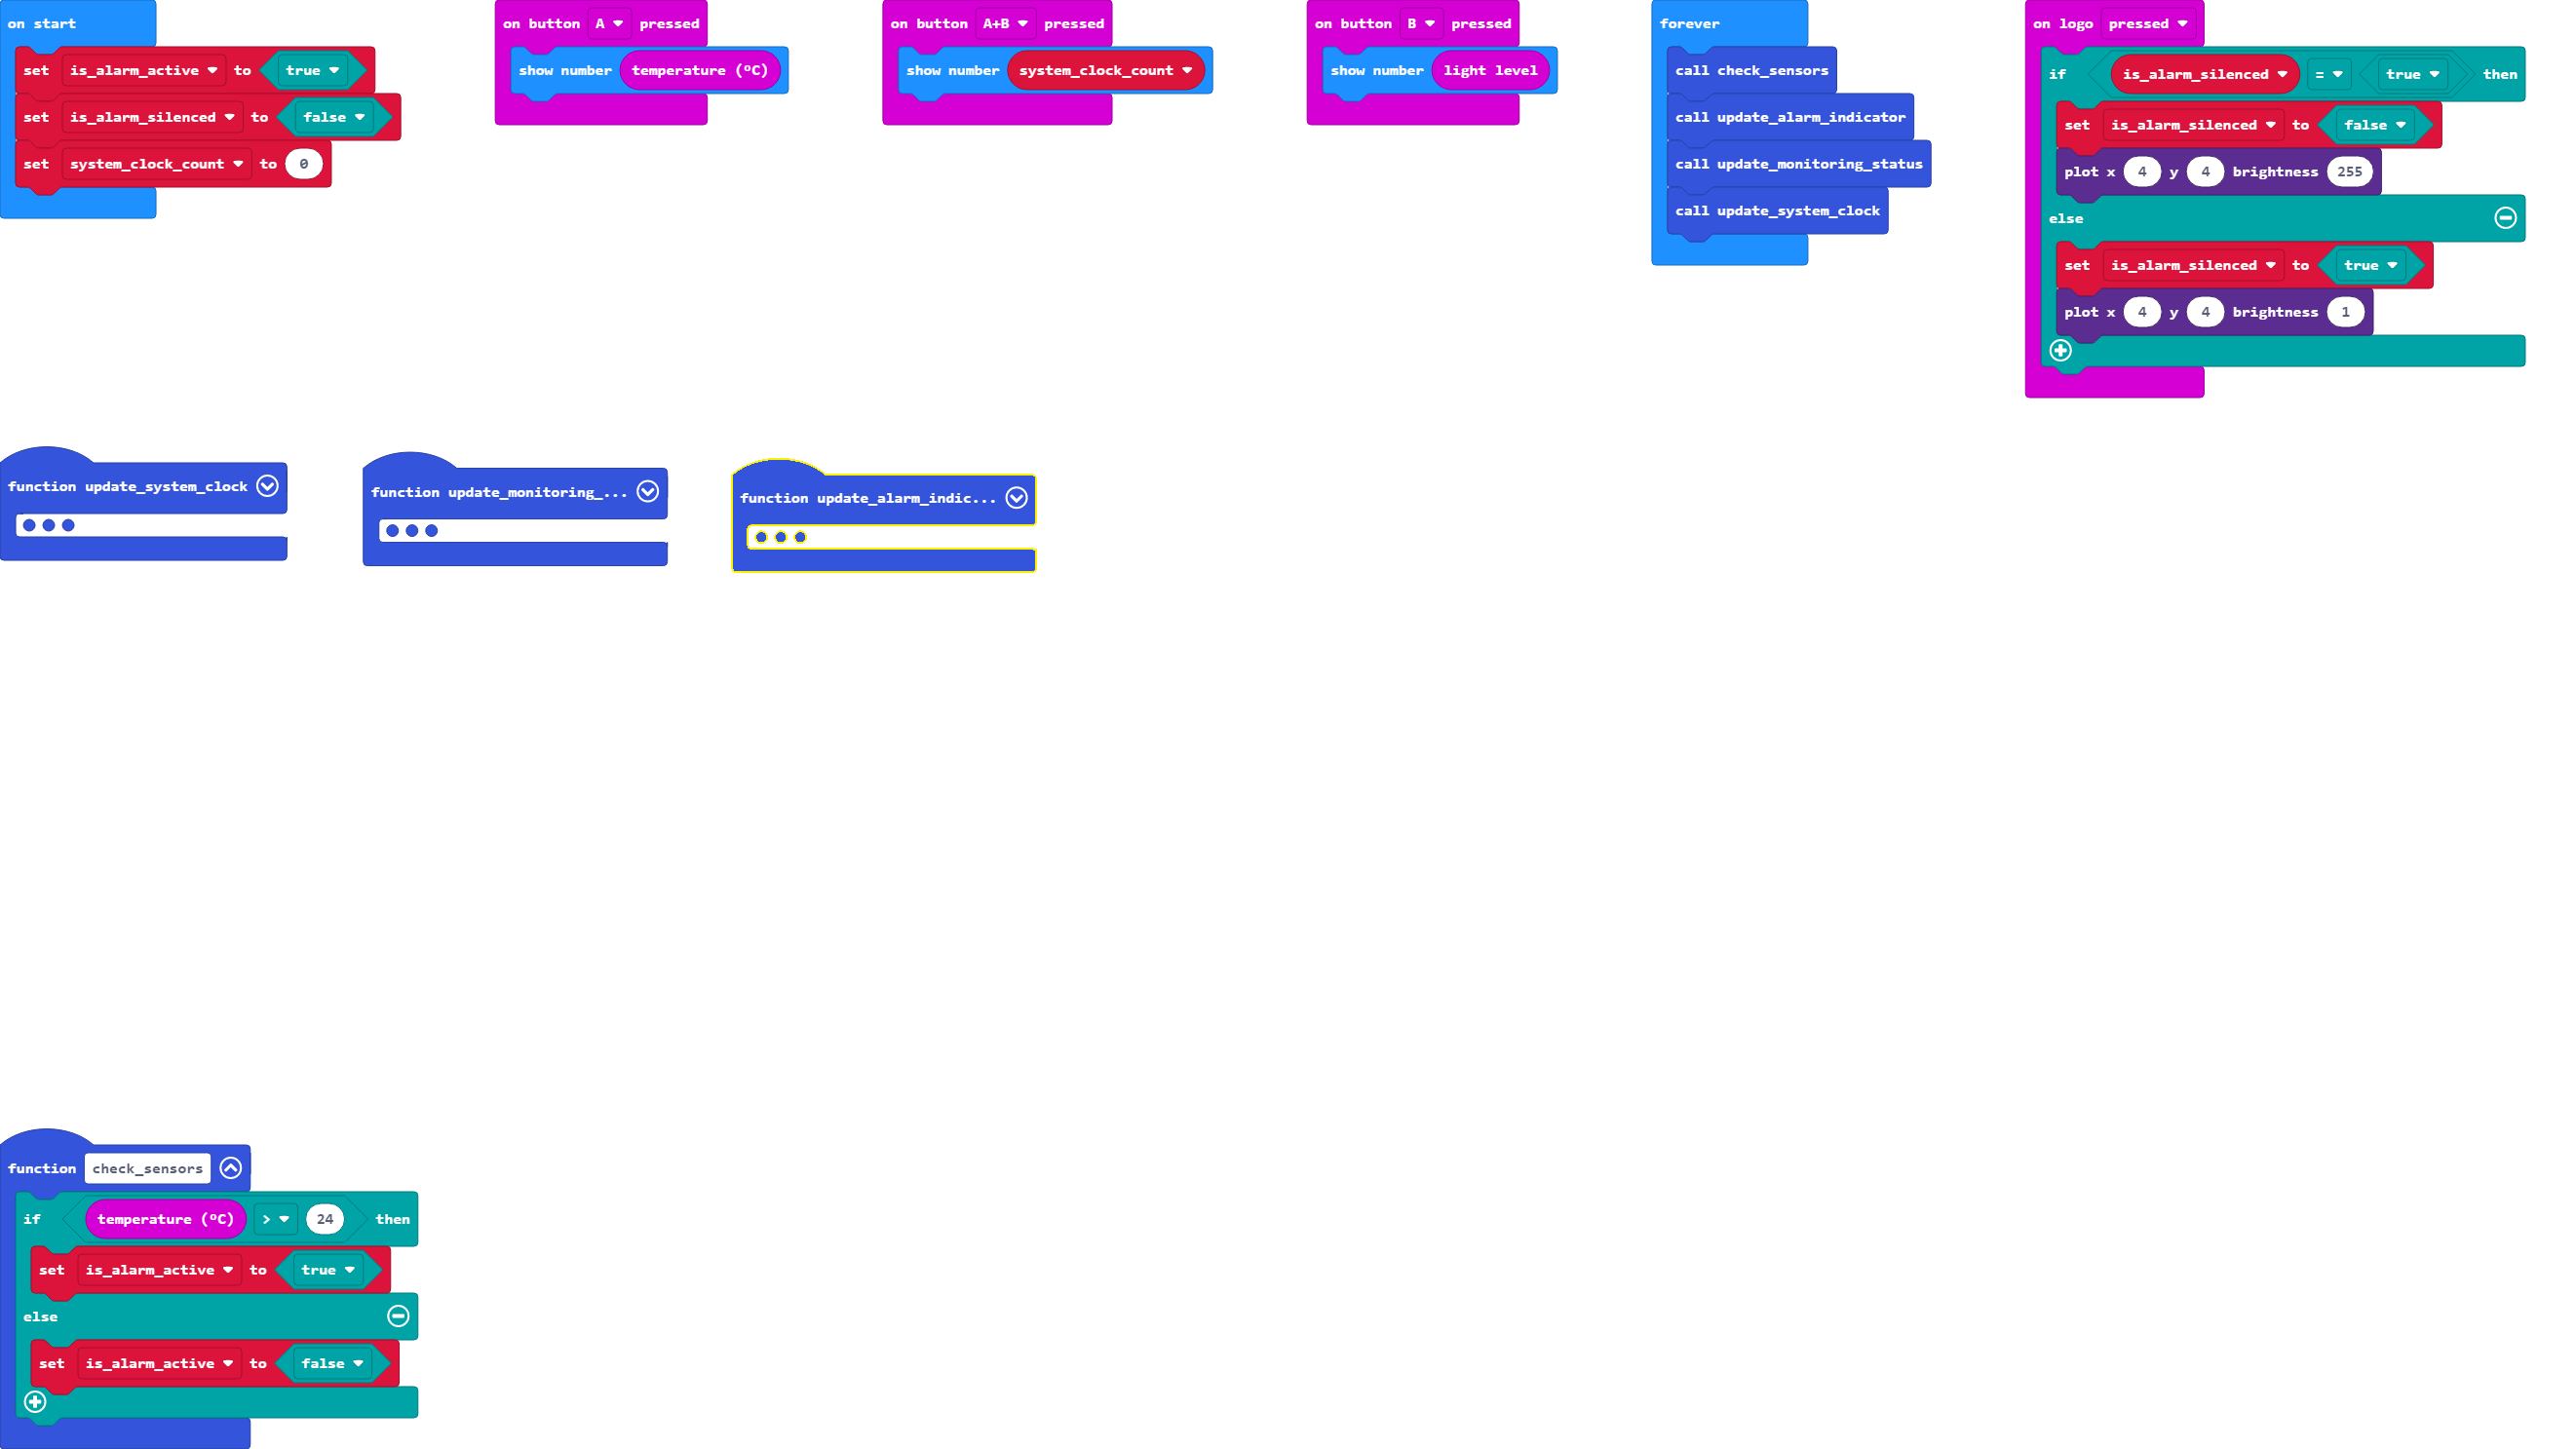 on start
set is_alarm_active to true
set is_alarm_silenced to false
set system_clock_count to 0
on button A pressed
show number temperature (ºC)
on button A+B pressed
show number system_clock_count
on button B pressed
show number light level
forever
call check_sensors
call update_alarm_indicator
call update_monitoring_status
call update_system_clock
on logo pressed
if is_alarm_silenced = true then
set is_alarm_silenced to false
plot x 4 y 4 brightness 255
else
set is_alarm_silenced to true
plot x 4 y 4 brightness 1
function update_system_clock
function update_monitoring_...
function update_alarm_indic...
function check_sensors
if temperature (ºC) > 24 then
set is_alarm_active to true
else
set is_alarm_active to false